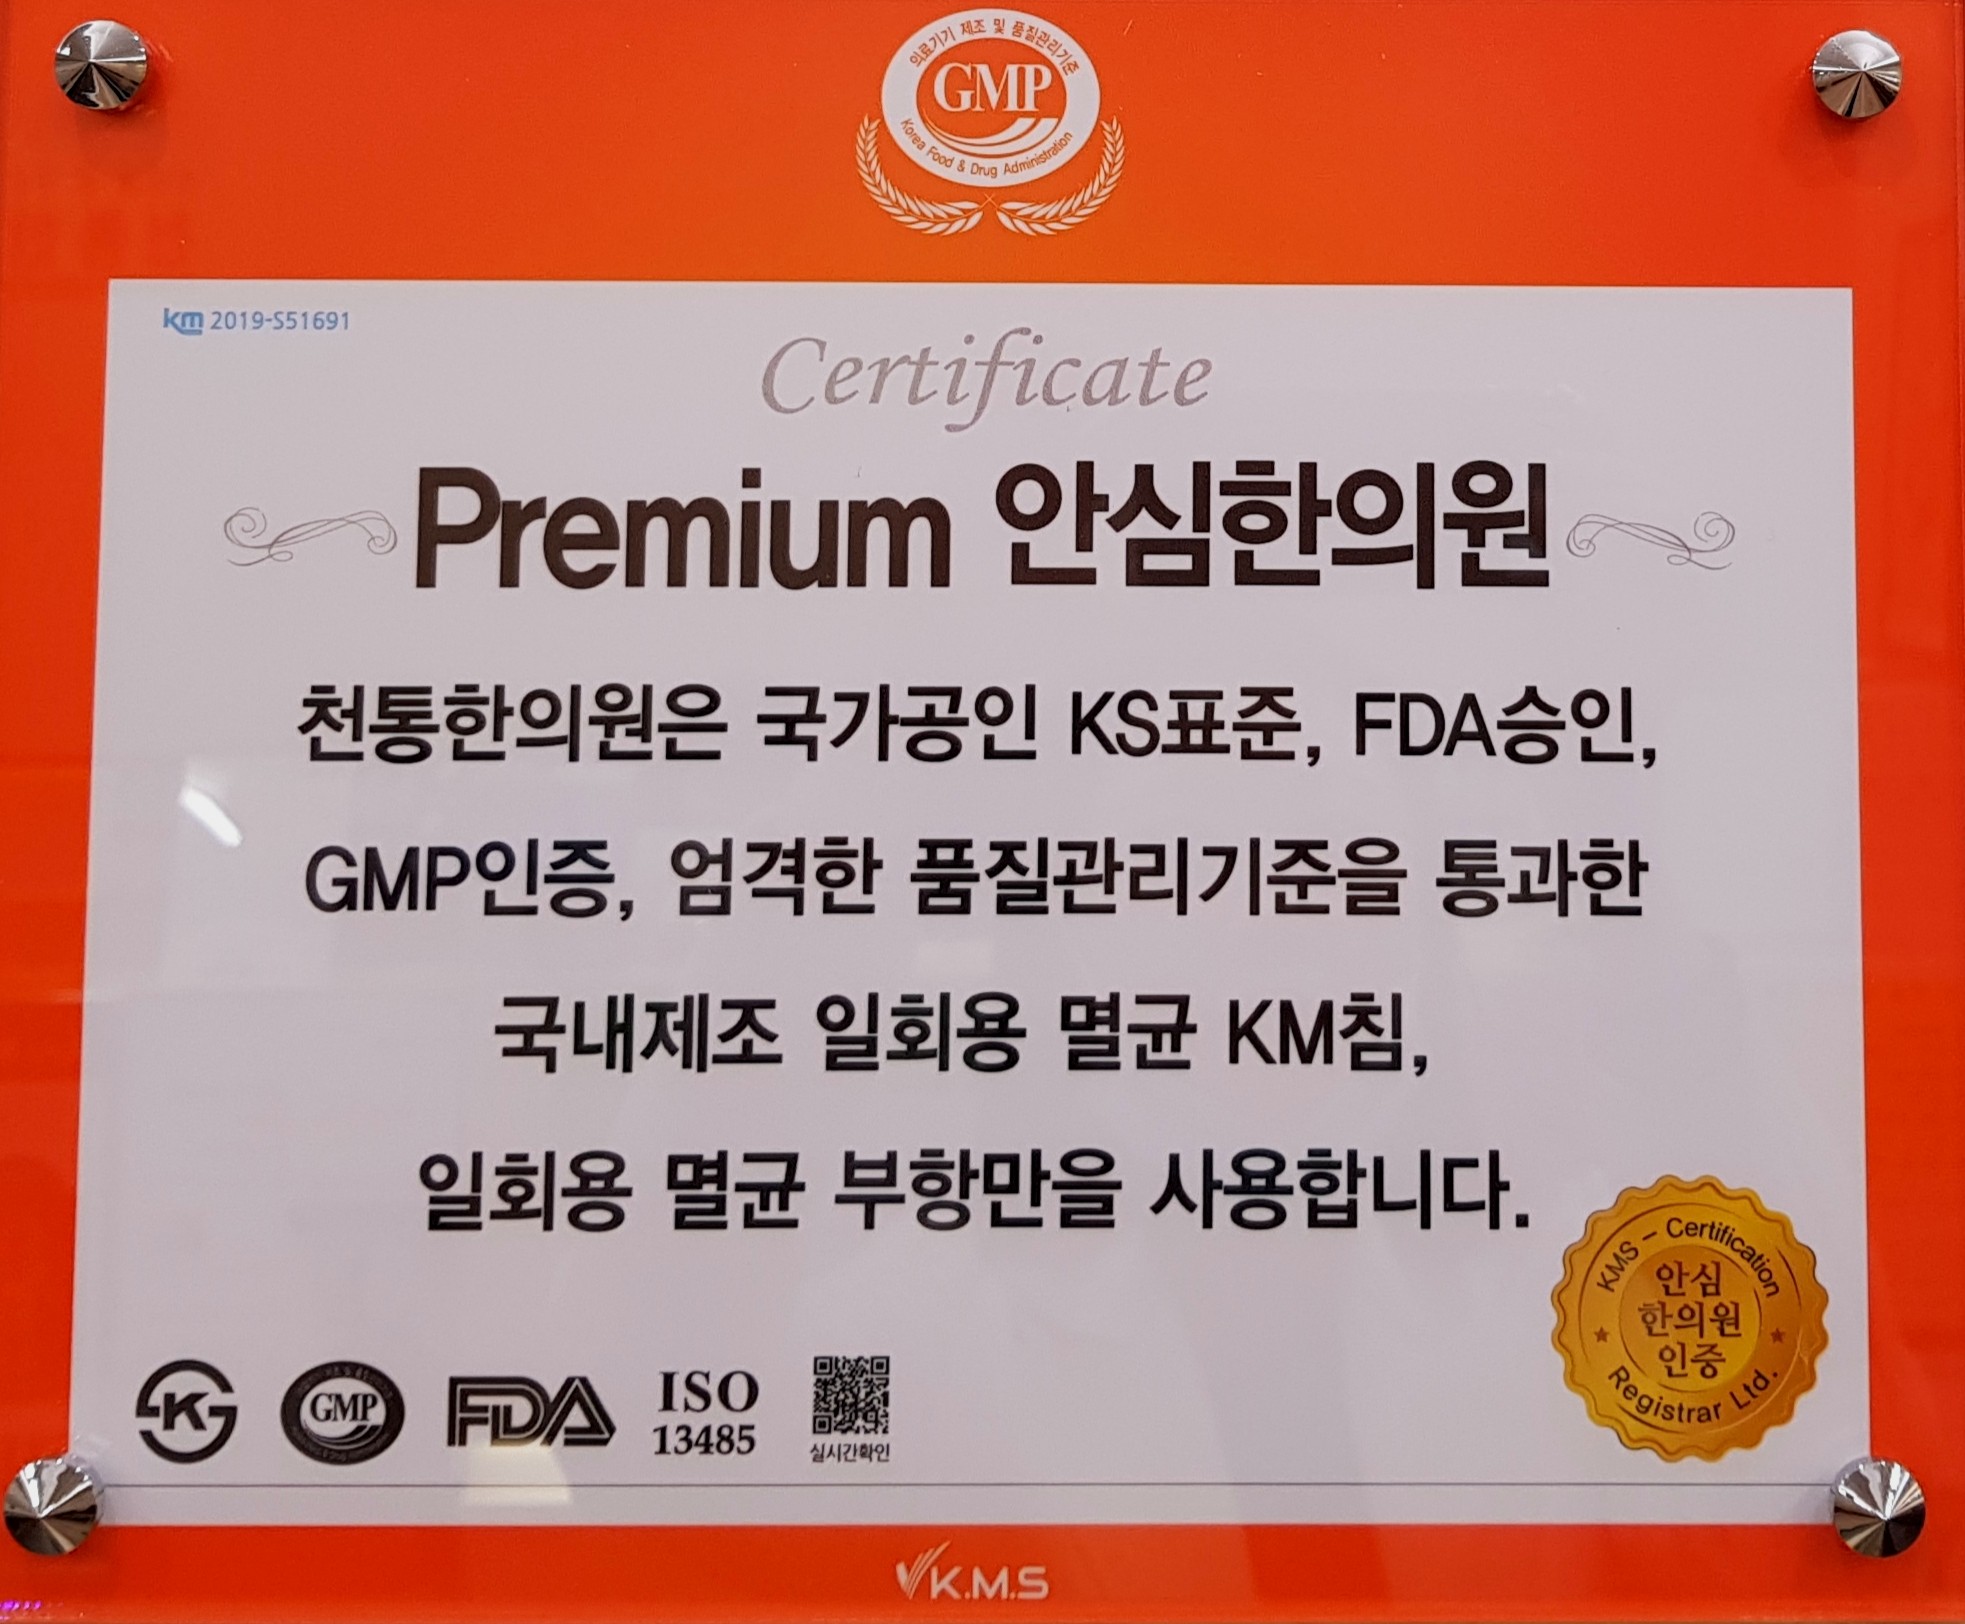 의료기기 제조 및 품질관리기준
GMP
Korea Food & Drug Administration
km 2019-S51691
Certificate
Premium 안심한의원
천통한의원은 국가공인 KS표준, FDA승인,
GMP인증, 엄격한 품질관리기준을 통과한
국내제조 일회용 멸균 KM침,
일회용 멸균 부항만을 사용합니다.
KMS - Certification
안심
한의원
인증
Registrar Ltd.
K
GMP
FDA
ISO
13485
실시간확인
K.M.S